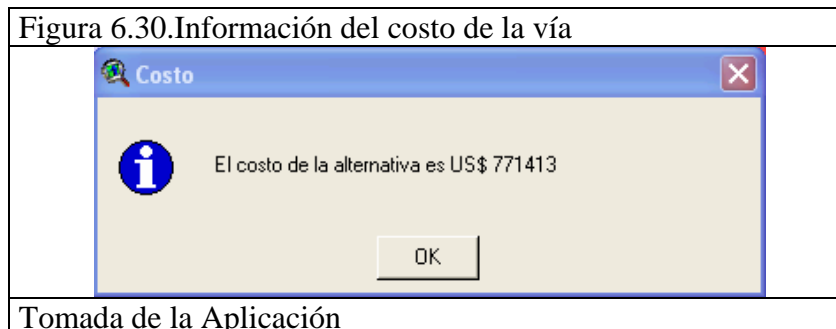 Figura 6.30.Información del costo de la vía
Costo
El costo de la alternativa es US$ 771413
OK
Tomada de la Aplicación